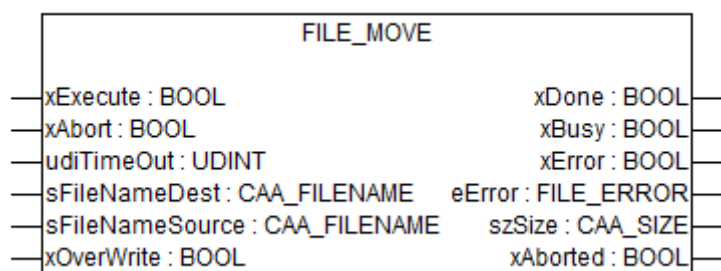 FILE_MOVE
xExecute : BOOL xDone : BOOL
xAbort : BOOL xBusy : BOOL
udiTimeOut : UDINT xError : BOOL
sFileNameDest : CAA_FILENAME eError : FILE_ERROR
sFileNameSource : CAA_FILENAME szSize : CAA_SIZE
xOverWrite : BOOL xAborted : BOOL